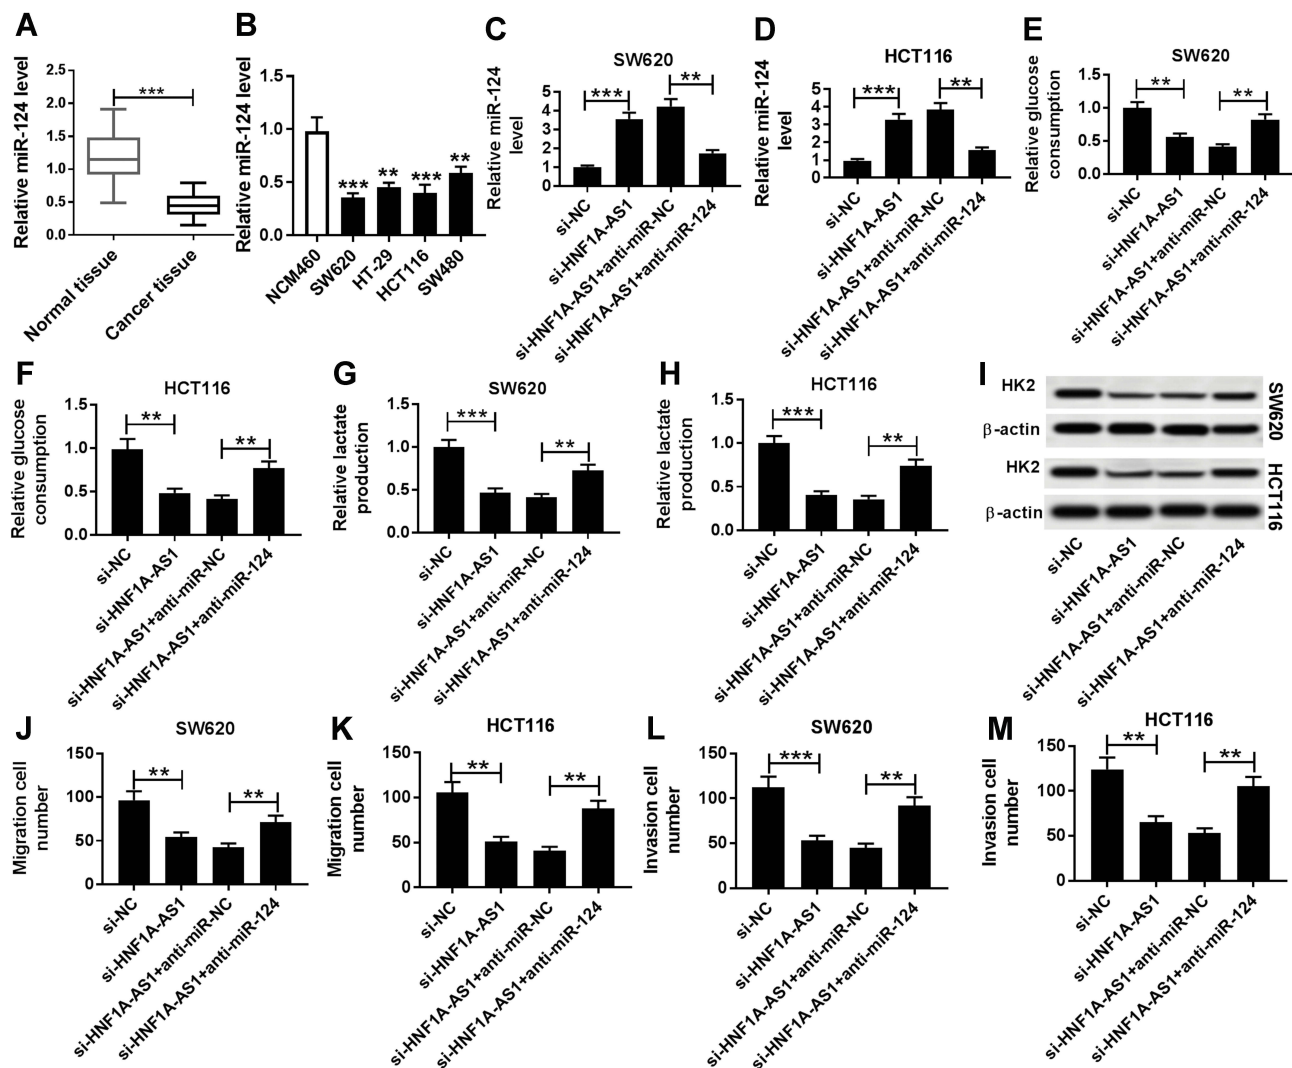 A
Relative miR-124 level
2.5
2.0
1.5
1.0
0.5
0.0
***
Normal tissue
Cancer tissue
B
Relative miR-124 level
1.5
1.0
0.5
0.0
***
**
***
**
NCM460
SW620
HT-29
HCT116
SW480
C
SW620
Relative miR-124
level
5
4
3
2
1
0
***
**
si-NC
si-HNF1A-AS1
si-HNF1A-AS1+anti-miR-NC
si-HNF1A-AS1+anti-miR-124
D
HCT116
Relative miR-124
level
5
4
3
2
1
0
***
**
si-NC
si-HNF1A-AS1
si-HNF1A-AS1+anti-miR-NC
si-HNF1A-AS1+anti-miR-124
E
SW620
Relative glucose
consumption
1.5
1.0
0.5
0.0
**
**
si-NC
si-HNF1A-AS1
si-HNF1A-AS1+anti-miR-NC
si-HNF1A-AS1+anti-miR-124
F
HCT116
Relative glucose
consumption
1.5
1.0
0.5
0.0
**
**
si-NC
si-HNF1A-AS1
si-HNF1A-AS1+anti-miR-NC
si-HNF1A-AS1+anti-miR-124
G
SW620
Relative lactate
production
1.5
1.0
0.5
0.0
***
**
si-NC
si-HNF1A-AS1
si-HNF1A-AS1+anti-miR-NC
si-HNF1A-AS1+anti-miR-124
H
HCT116
Relative lactate
production
1.5
1.0
0.5
0.0
***
**
si-NC
si-HNF1A-AS1
si-HNF1A-AS1+anti-miR-NC
si-HNF1A-AS1+anti-miR-124
I
HK2
β-actin
SW620
HK2
β-actin
HCT116
si-NC
si-HNF1A-AS1
si-HNF1A-AS1+anti-miR-NC
si-HNF1A-AS1+anti-miR-124
J
SW620
Migration cell
number
150
100
50
0
**
**
si-NC
si-HNF1A-AS1
si-HNF1A-AS1+anti-miR-NC
si-HNF1A-AS1+anti-miR-124
K
HCT116
Migration cell
number
150
100
50
0
**
**
si-NC
si-HNF1A-AS1
si-HNF1A-AS1+anti-miR-NC
si-HNF1A-AS1+anti-miR-124
L
SW620
Invasion cell
number
150
100
50
0
***
**
si-NC
si-HNF1A-AS1
si-HNF1A-AS1+anti-miR-NC
si-HNF1A-AS1+anti-miR-124
M
HCT116
Invasion cell
number
150
100
50
0
**
**
si-NC
si-HNF1A-AS1
si-HNF1A-AS1+anti-miR-NC
si-HNF1A-AS1+anti-miR-124